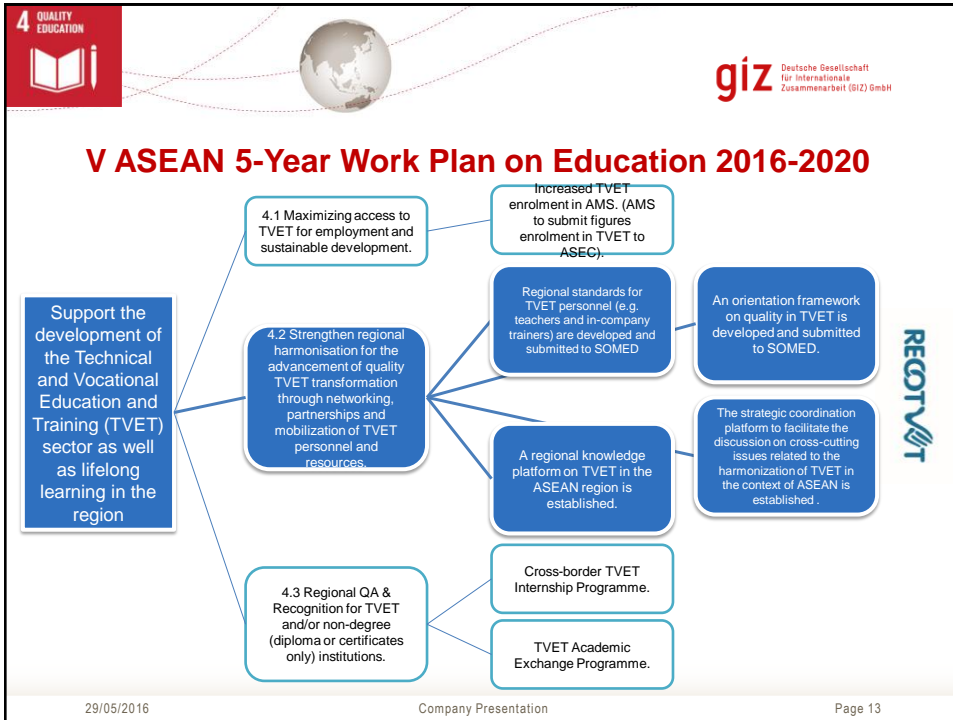 4 QUALITY
EDUCATION
giz Deutsche Gesellschaft
für Internationale
Zusammenarbeit (GIZ) GmbH
V ASEAN 5-Year Work Plan on Education 2016-2020
Support the
development of
the Technical
and Vocational
Education and
Training (TVET)
sector as well
as lifelong
learning in the
region
4.1 Maximizing access to
TVET for employment and
sustainable development.
Increased TVET
enrolment in AMS. (AMS
to submit figures
enrolment in TVET to
ASEC).
4.2 Strengthen regional
harmonisation for the
advancement of quality
TVET transformation
through networking,
partnerships and
mobilization of TVET
personnel and
resources.
Regional standards for
TVET personnel (e.g.
teachers and in-company
trainers) are developed and
submitted to SOMED
An orientation framework
on quality in TVET is
developed and submitted
to SOMED.
A regional knowledge
platform on TVET in the
ASEAN region is
established.
The strategic coordination
platform to facilitate the
discussion on cross-cutting
issues related to the
harmonization of TVET in
the context of ASEAN is
established .
4.3 Regional QA &
Recognition for TVET
and/or non-degree
(diploma or certificates
only) institutions.
Cross-border TVET
Internship Programme.
TVET Academic
Exchange Programme.
RECOTVET
29/05/2016
Company Presentation
Page 13